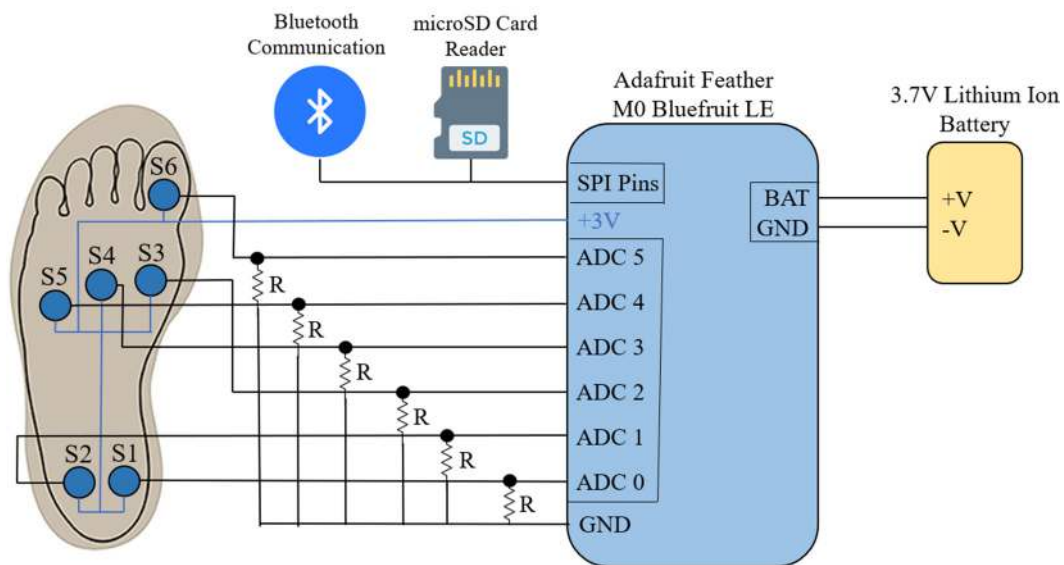 Bluetooth
Communication
microSD Card
Reader
SD
Adafruit Feather
M0 Bluefruit LE
3.7V Lithium Ion
Battery
SPI Pins
+3V
ADC 5
ADC 4
ADC 3
ADC 2
ADC 1
ADC 0
GND
BAT
GND
+V
-V
S6
S4
S3
S5
S2
S1
R
R
R
R
R
R